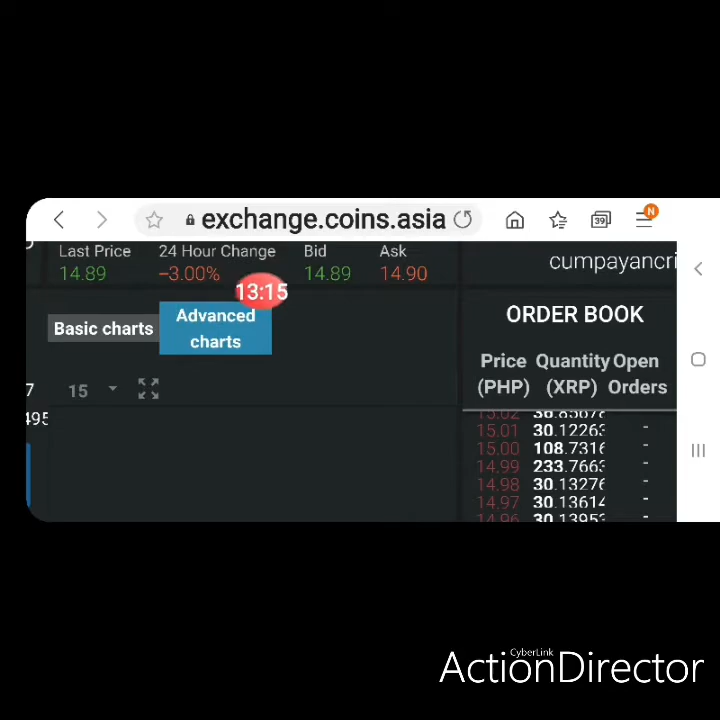 exchange.coins.asia
39
N
Last Price 24 Hour Change Bid Ask
14.89 −3.00% 14.89 14.90
cumpayancri
13:15
Basic charts
Advanced
charts
ORDER BOOK
Price Quantity Open
(PHP) (XRP) Orders
15
15.01 30.12263 -
15.00 108.7316 -
14.99 233.7663 -
14.98 30.13276 -
14.97 30.13614 -
CyberLink
ActionDirector